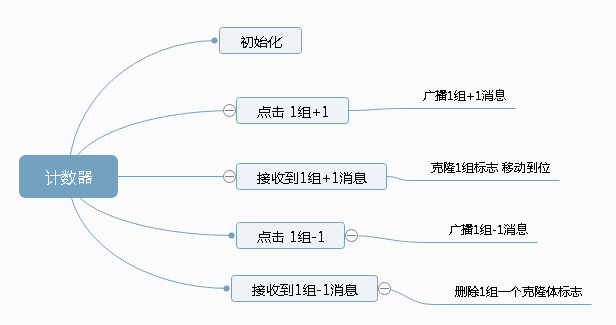 初始化
点击 1组+1
广播1组+1消息
计数器
接收到1组+1消息
克隆1组标志 移动到位
点击 1组-1
广播1组-1消息
接收到1组-1消息
删除1组一个克隆体标志